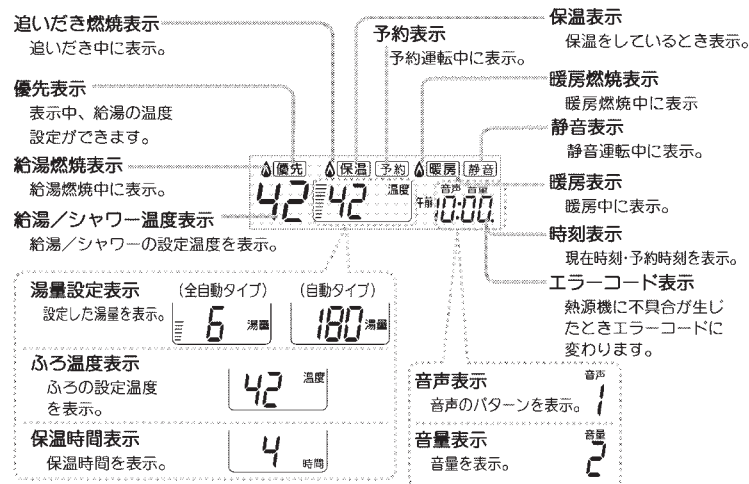 追いだき燃焼表示
追いだき中に表示。
優先表示
表示中、給湯の温度
設定ができます。
給湯燃焼表示
給湯燃焼中に表示。
給湯／シャワー温度表示
給湯／シャワーの設定温度を表示。
予約表示
予約運転中に表示。
保温表示
保温をしているとき表示。
暖房燃焼表示
暖房燃焼中に表示
静音表示
静音運転中に表示。
暖房表示
暖房中に表示。
時刻表示
現在時刻・予約時刻を表示。
エラーコード表示
熱源機に不具合が生じ
たときエラーコードに
変わります。
優先 保温 予約 暖房 静音
42 42 温度 午前 音声 音量 10:00.
湯量設定表示 (全自動タイプ) (自動タイプ)
設定した湯量を表示。 6 湯量 180 湯量
ふろ温度表示
ふろの設定温度
を表示。
42 温度
保温時間表示
保温時間を表示。
4 時間
音声表示
音声のパターンを表示。
音声
1
音量表示
音量を表示。
音量
2